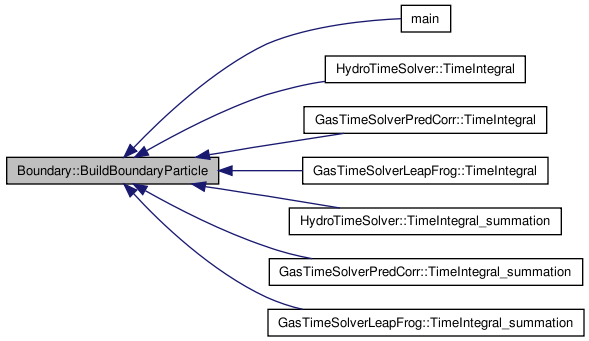 main
HydroTimeSolver::TimeIntegral
GasTimeSolverPredCorr::TimeIntegral
Boundary::BuildBoundaryParticle
GasTimeSolverLeapFrog::TimeIntegral
HydroTimeSolver::TimeIntegral_summation
GasTimeSolverPredCorr::TimeIntegral_summation
GasTimeSolverLeapFrog::TimeIntegral_summation